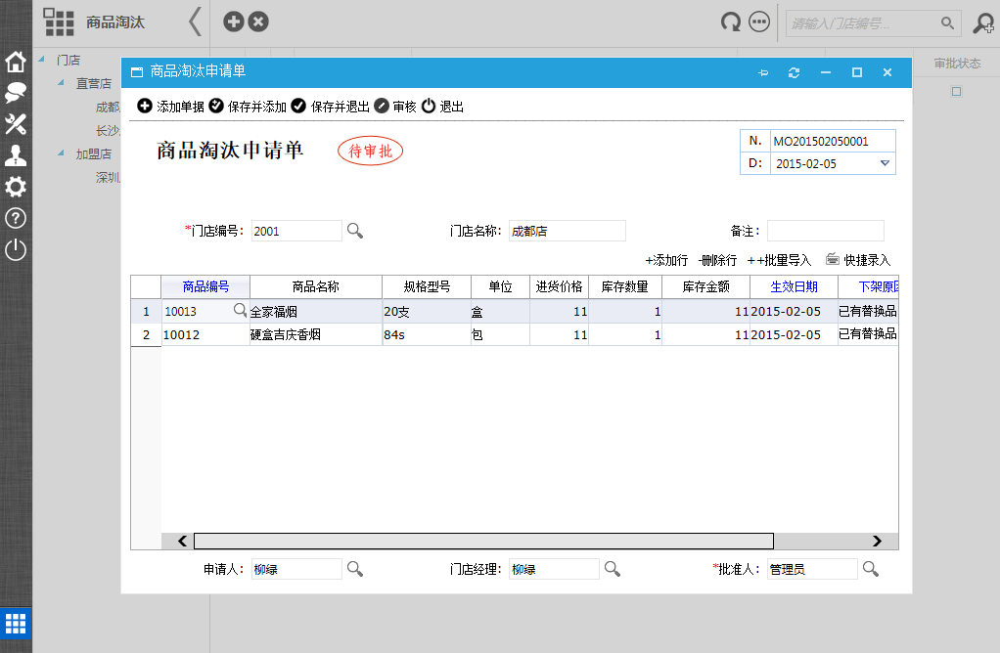 商品淘汰
请输入门店编号...
门店
直营店
成都
长沙
加盟店
深圳
审批状态
商品淘汰申请单
添加单据 保存并添加 保存并退出 审核 退出
商品淘汰申请单
待审批
N. MO201502050001
D: 2015-02-05
*门店编号: 2001
门店名称: 成都店
备注:
+添加行 -删除行 ++批量导入 快捷录入
商品编号 商品名称 规格型号 单位 进货价格 库存数量 库存金额 生效日期 下架原因
1 10013 全家福烟 20支 盒 11 1 11 2015-02-05 已有替换品
2 10012 硬盒吉庆香烟 84s 包 11 1 11 2015-02-05 已有替换品
申请人: 柳绿
门店经理: 柳绿
*批准人: 管理员